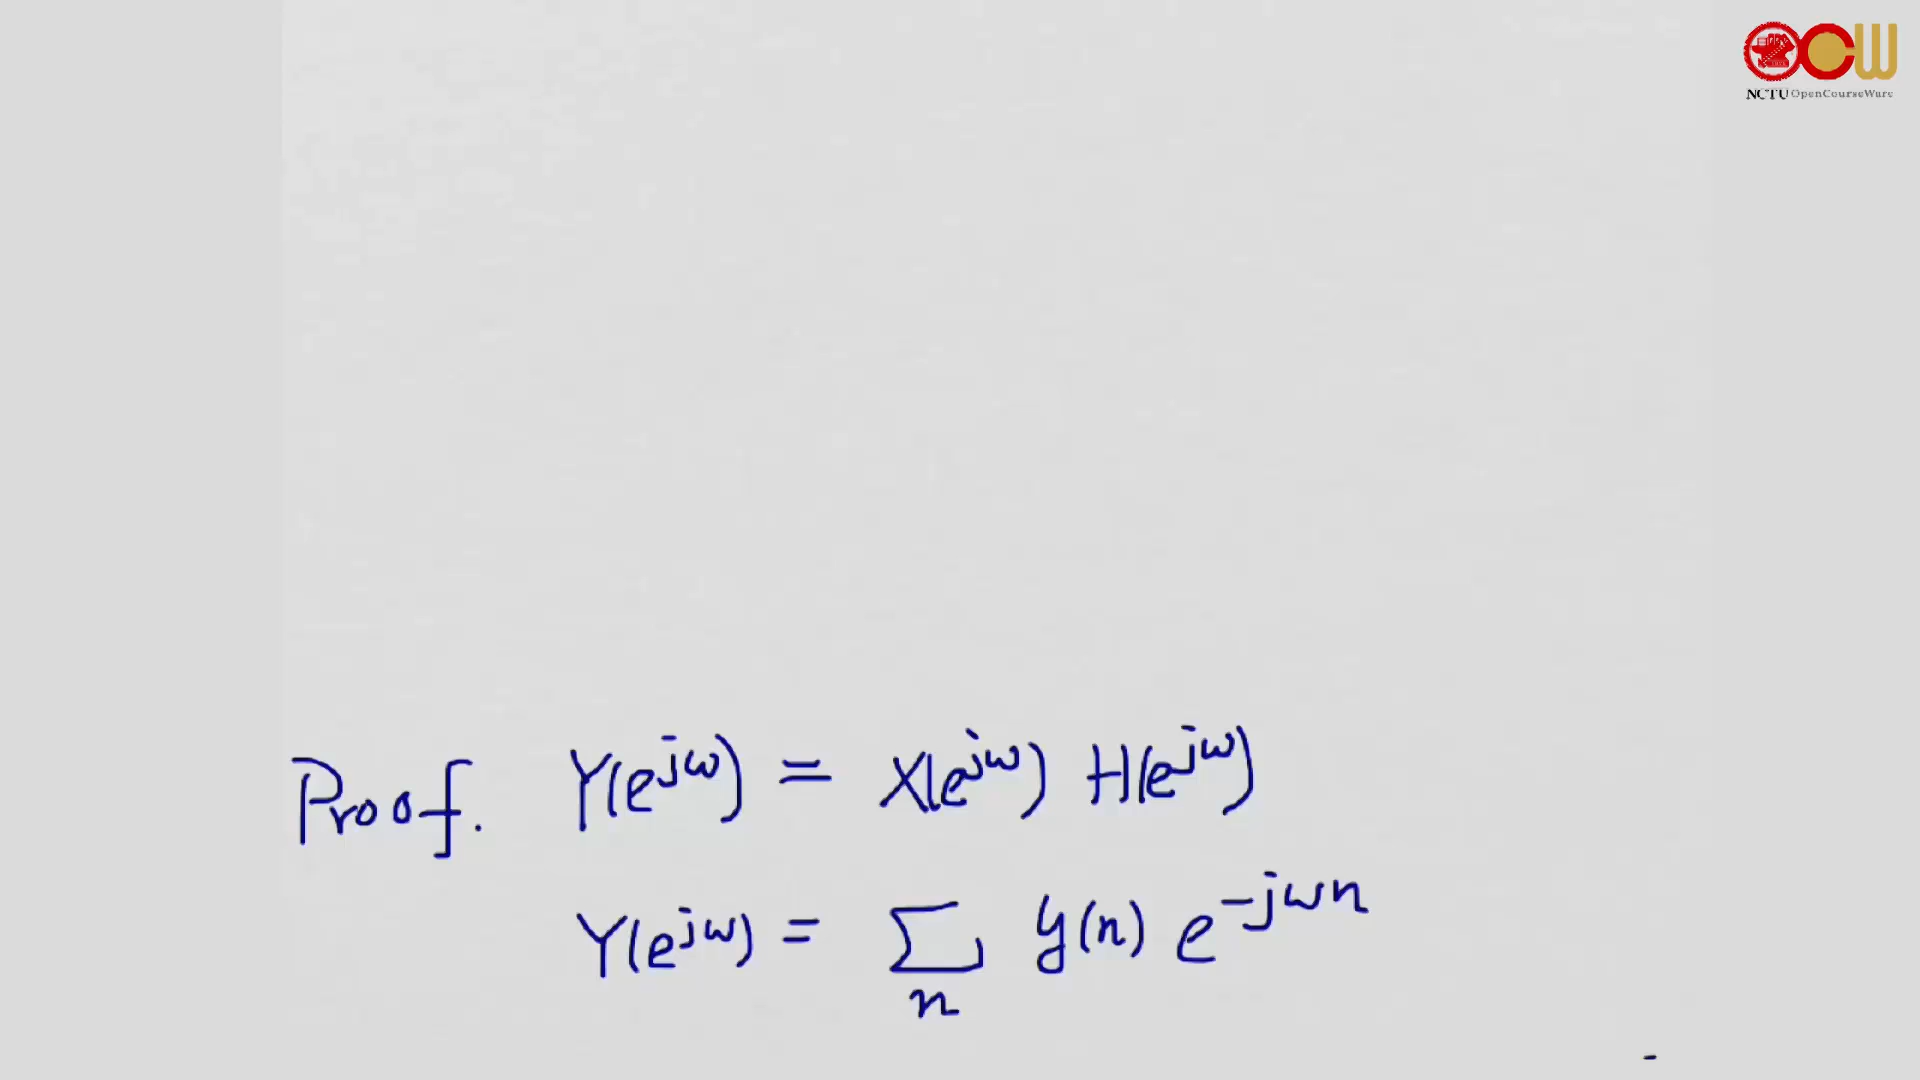 NCTU OpenCourseWare
Proof. Y(e^{jω}) = X(e^{jω}) H(e^{jω})
Y(e^{jω}) = Σ_n y(n) e^{-jωn}